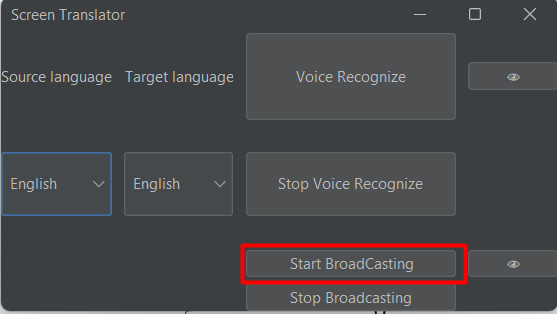 Screen Translator
Source language
Target language
Voice Recognize
English
English
Stop Voice Recognize
Start BroadCasting
Stop Broadcasting